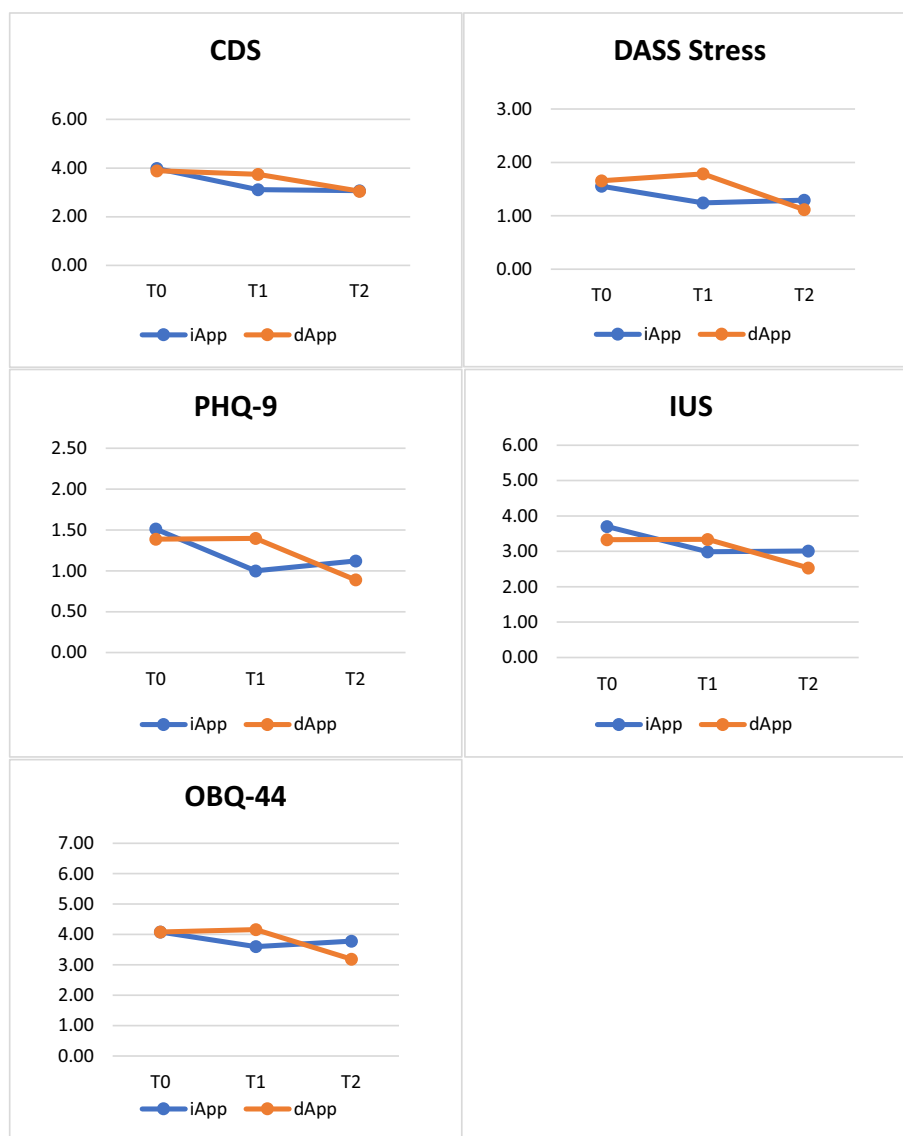 CDS
6.00
4.00
2.00
0.00
T0 T1 T2
iApp dApp
DASS Stress
3.00
2.00
1.00
0.00
T0 T1 T2
iApp dApp
PHQ-9
2.50
2.00
1.50
1.00
0.50
0.00
T0 T1 T2
iApp dApp
IUS
6.00
5.00
4.00
3.00
2.00
1.00
0.00
T0 T1 T2
iApp dApp
OBQ-44
7.00
6.00
5.00
4.00
3.00
2.00
1.00
0.00
T0 T1 T2
iApp dApp